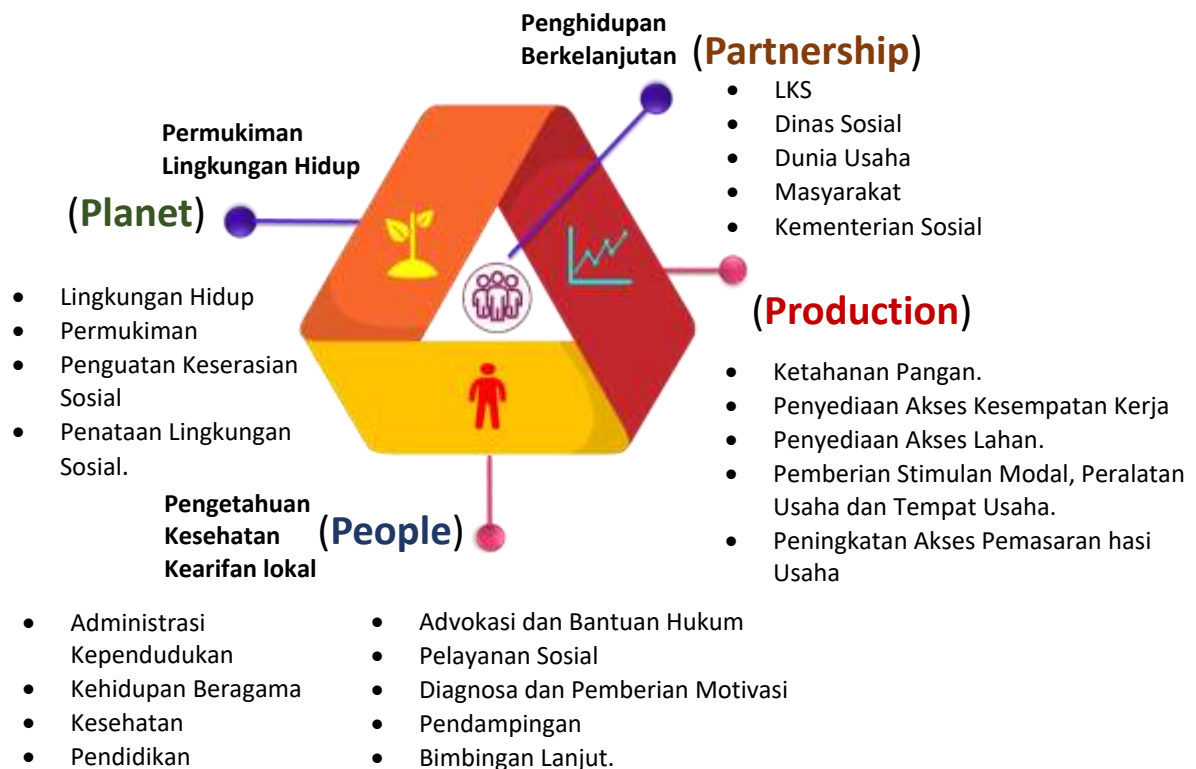 Penghidupan
Berkelanjutan
(Partnership)
• LKS
• Dinas Sosial
• Dunia Usaha
• Masyarakat
• Kementerian Sosial
Permukiman
Lingkungan Hidup
(Planet)
• Lingkungan Hidup
• Permukiman
• Penguatan Keserasian
Sosial
• Penataan Lingkungan
Sosial.
(Production)
• Ketahanan Pangan.
• Penyediaan Akses Kesempatan Kerja
• Penyediaan Akses Lahan.
• Pemberian Stimulan Modal, Peralatan
Usaha dan Tempat Usaha.
• Peningkatan Akses Pemasaran hasi
Usaha
Pengetahuan
Kesehatan
Kearifan lokal
(People)
• Administrasi
Kependudukan
• Kehidupan Beragama
• Kesehatan
• Pendidikan
• Advokasi dan Bantuan Hukum
• Pelayanan Sosial
• Diagnosa dan Pemberian Motivasi
• Pendampingan
• Bimbingan Lanjut.